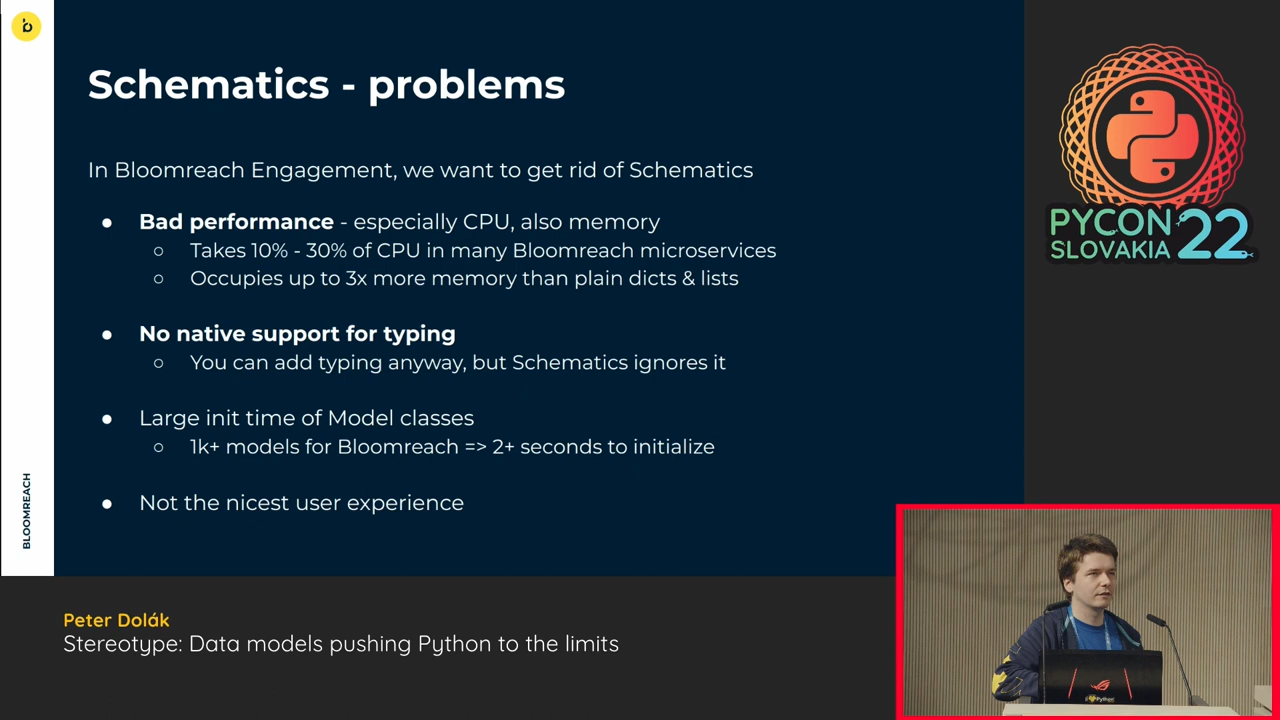 Schematics - problems
In Bloomreach Engagement, we want to get rid of Schematics
● Bad performance - especially CPU, also memory
○ Takes 10% - 30% of CPU in many Bloomreach microservices
○ Occupies up to 3x more memory than plain dicts & lists
● No native support for typing
○ You can add typing anyway, but Schematics ignores it
● Large init time of Model classes
○ 1k+ models for Bloomreach => 2+ seconds to initialize
● Not the nicest user experience
BLOOMREACH
PYCON
SLOVAKIA 22
Peter Dolák
Stereotype: Data models pushing Python to the limits